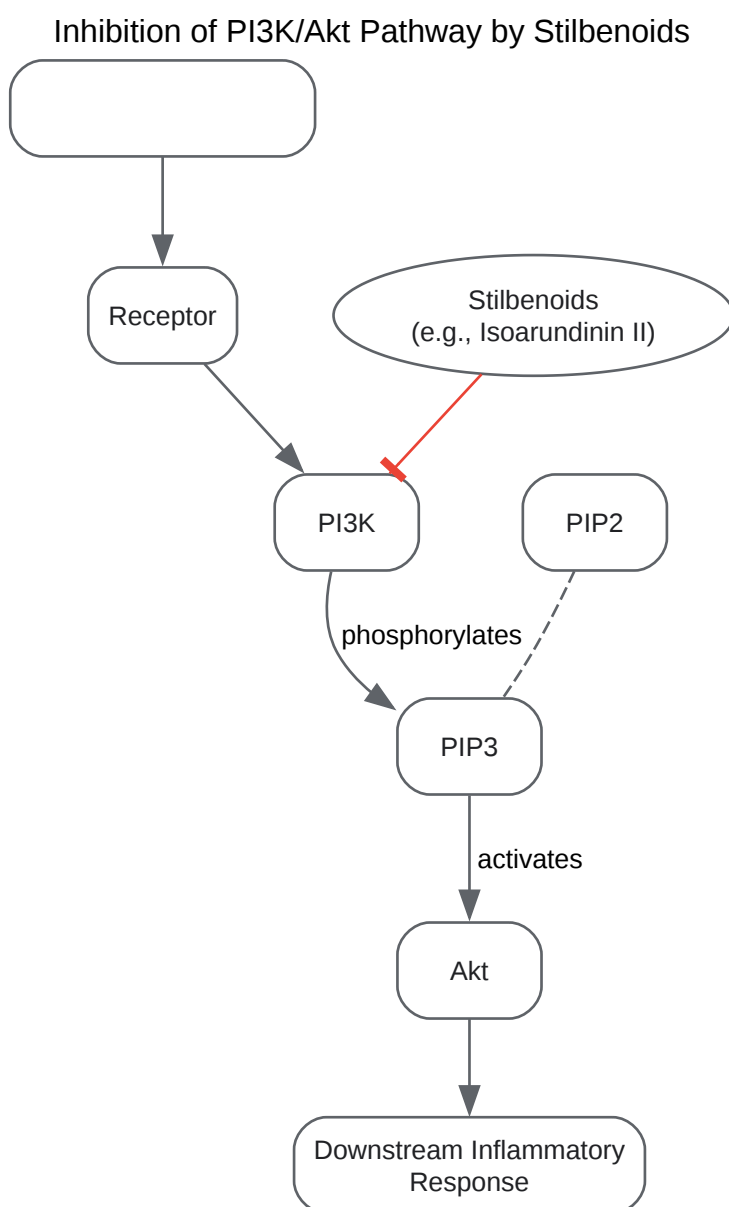 Inhibition of PI3K/Akt Pathway by Stilbenoids
Receptor
Stilbenoids
(e.g., Isoarundinin II)
PI3K
PIP2
phosphorylates
PIP3
activates
Akt
Downstream Inflammatory
Response